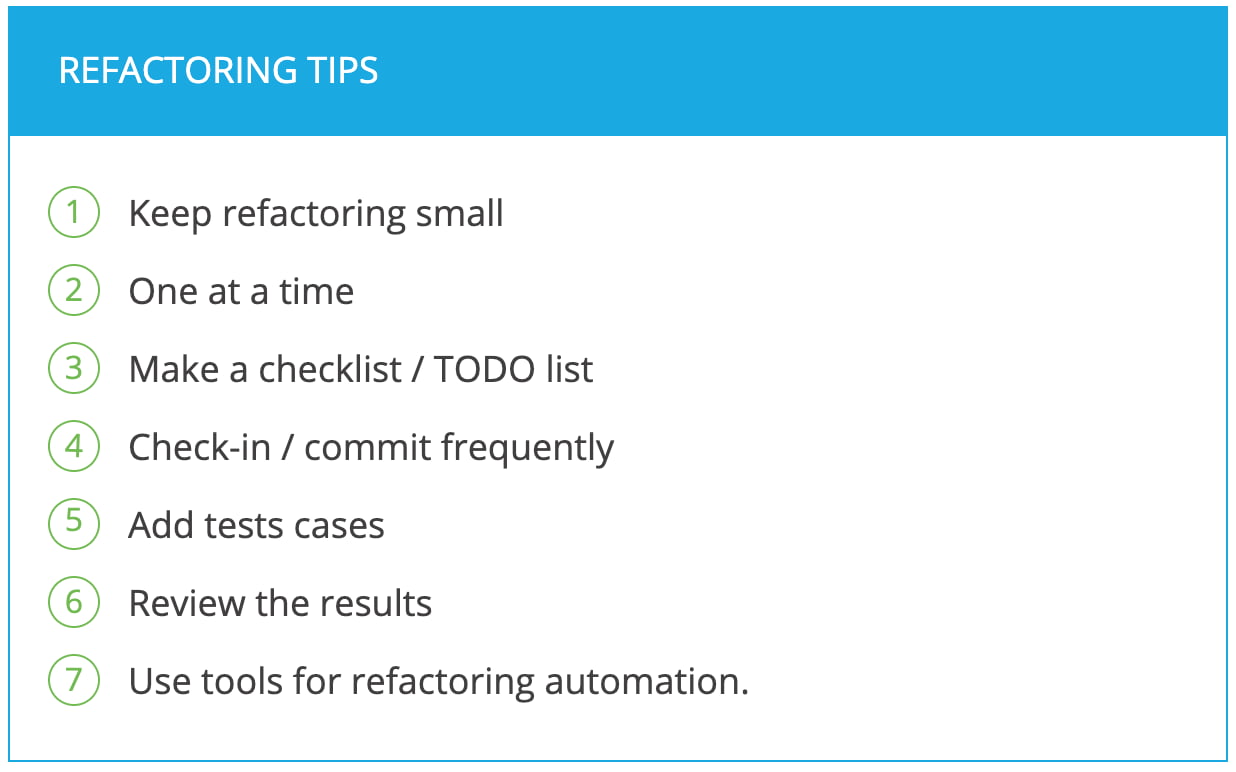 REFACTORING TIPS
1 Keep refactoring small
2 One at a time
3 Make a checklist / TODO list
4 Check-in / commit frequently
5 Add tests cases
6 Review the results
7 Use tools for refactoring automation.